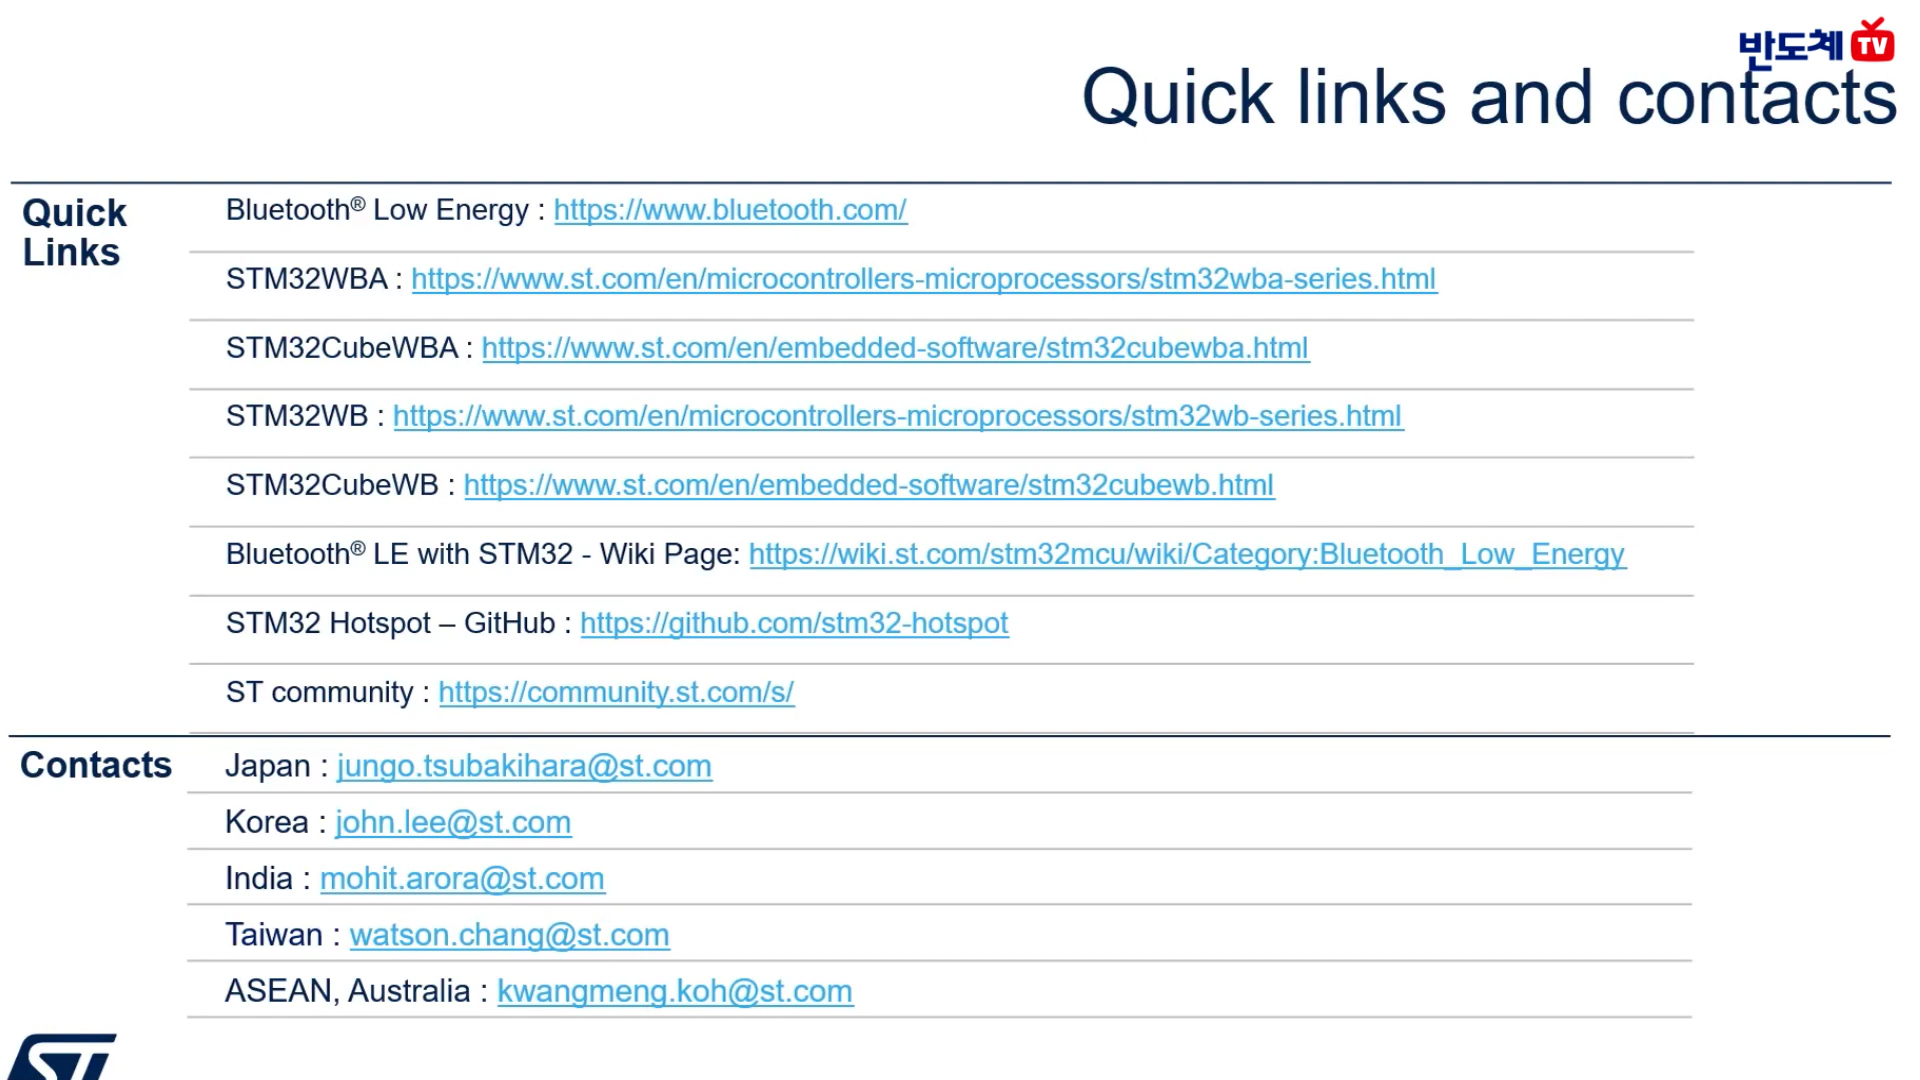 반도체 TV
Quick links and contacts
Quick
Links
Bluetooth® Low Energy : https://www.bluetooth.com/
STM32WBA : https://www.st.com/en/microcontrollers-microprocessors/stm32wba-series.html
STM32CubeWBA : https://www.st.com/en/embedded-software/stm32cubewba.html
STM32WB : https://www.st.com/en/microcontrollers-microprocessors/stm32wb-series.html
STM32CubeWB : https://www.st.com/en/embedded-software/stm32cubewb.html
Bluetooth® LE with STM32 - Wiki Page: https://wiki.st.com/stm32mcu/wiki/Category:Bluetooth_Low_Energy
STM32 Hotspot – GitHub : https://github.com/stm32-hotspot
ST community : https://community.st.com/s/
Contacts
Japan : jungo.tsubakihara@st.com
Korea : john.lee@st.com
India : mohit.arora@st.com
Taiwan : watson.chang@st.com
ASEAN, Australia : kwangmeng.koh@st.com
ST